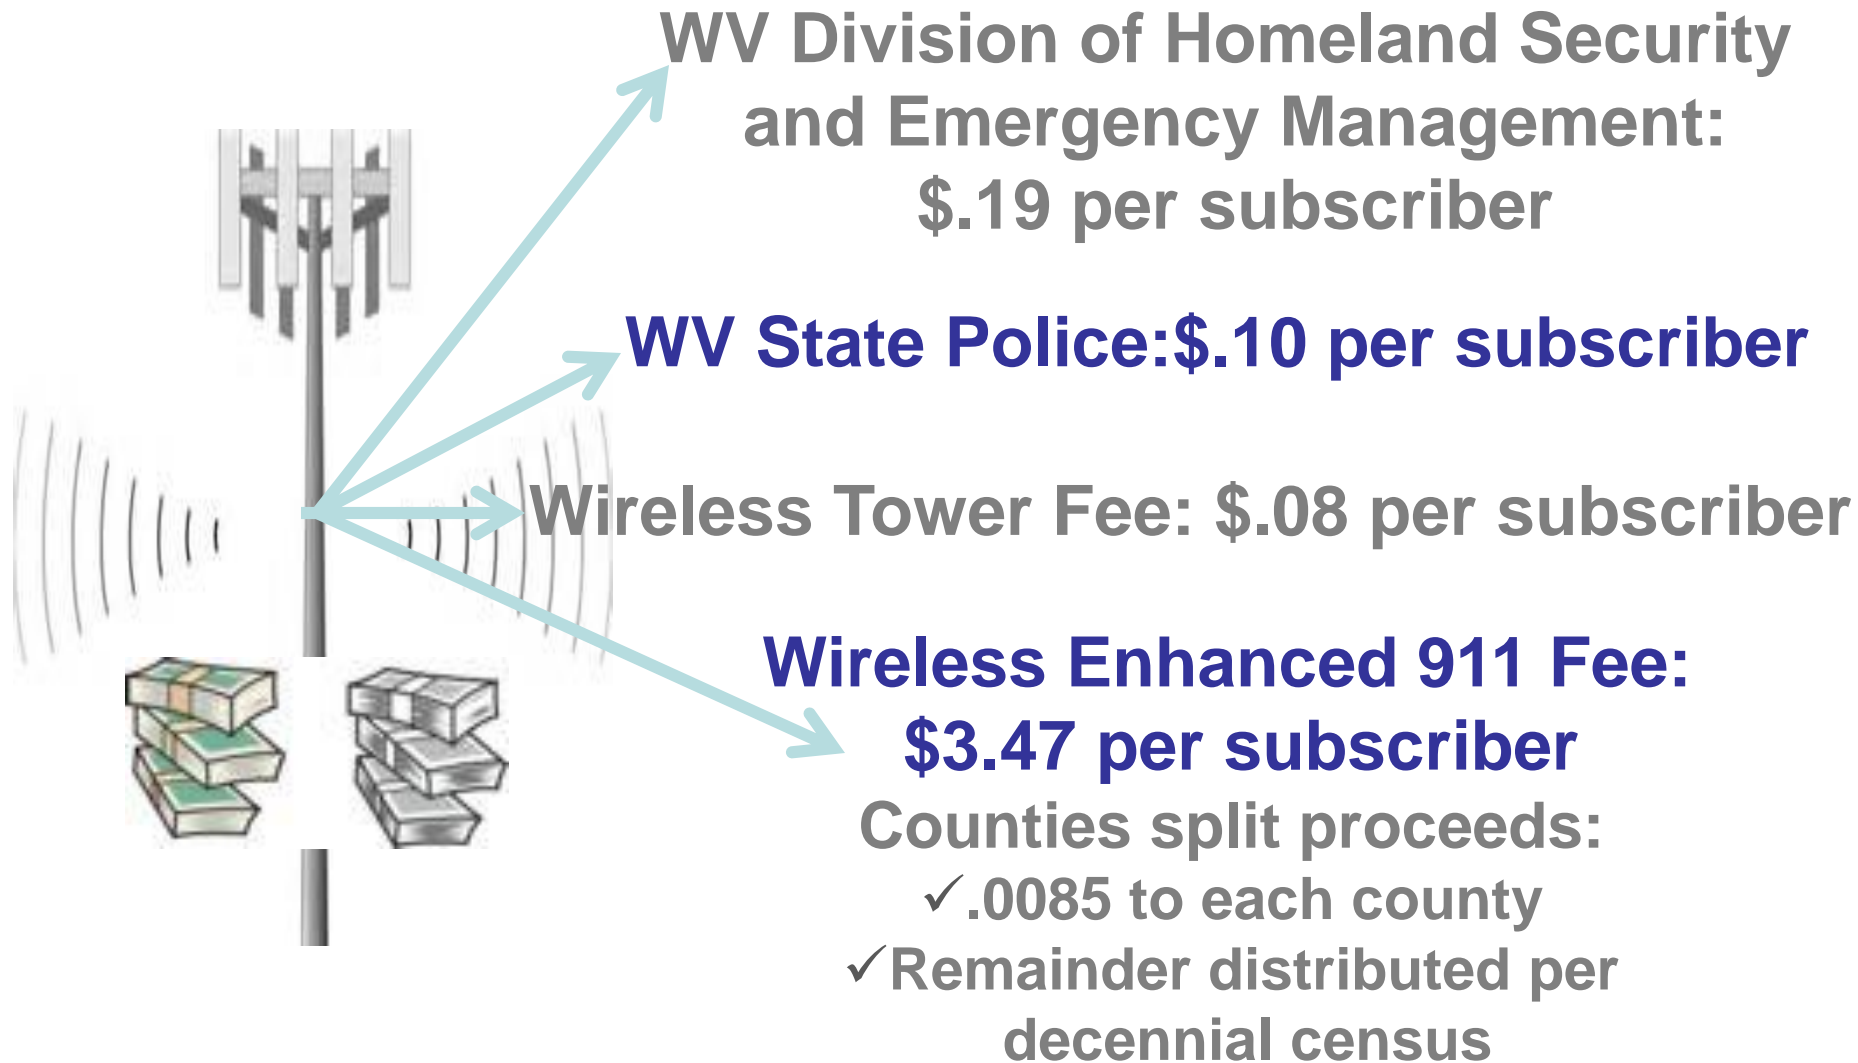 WV Division of Homeland Security
and Emergency Management:
$.19 per subscriber
WV State Police:$.10 per subscriber
Wireless Tower Fee: $.08 per subscriber
Wireless Enhanced 911 Fee:
$3.47 per subscriber
Counties split proceeds:
✓.0085 to each county
✓Remainder distributed per
decennial census